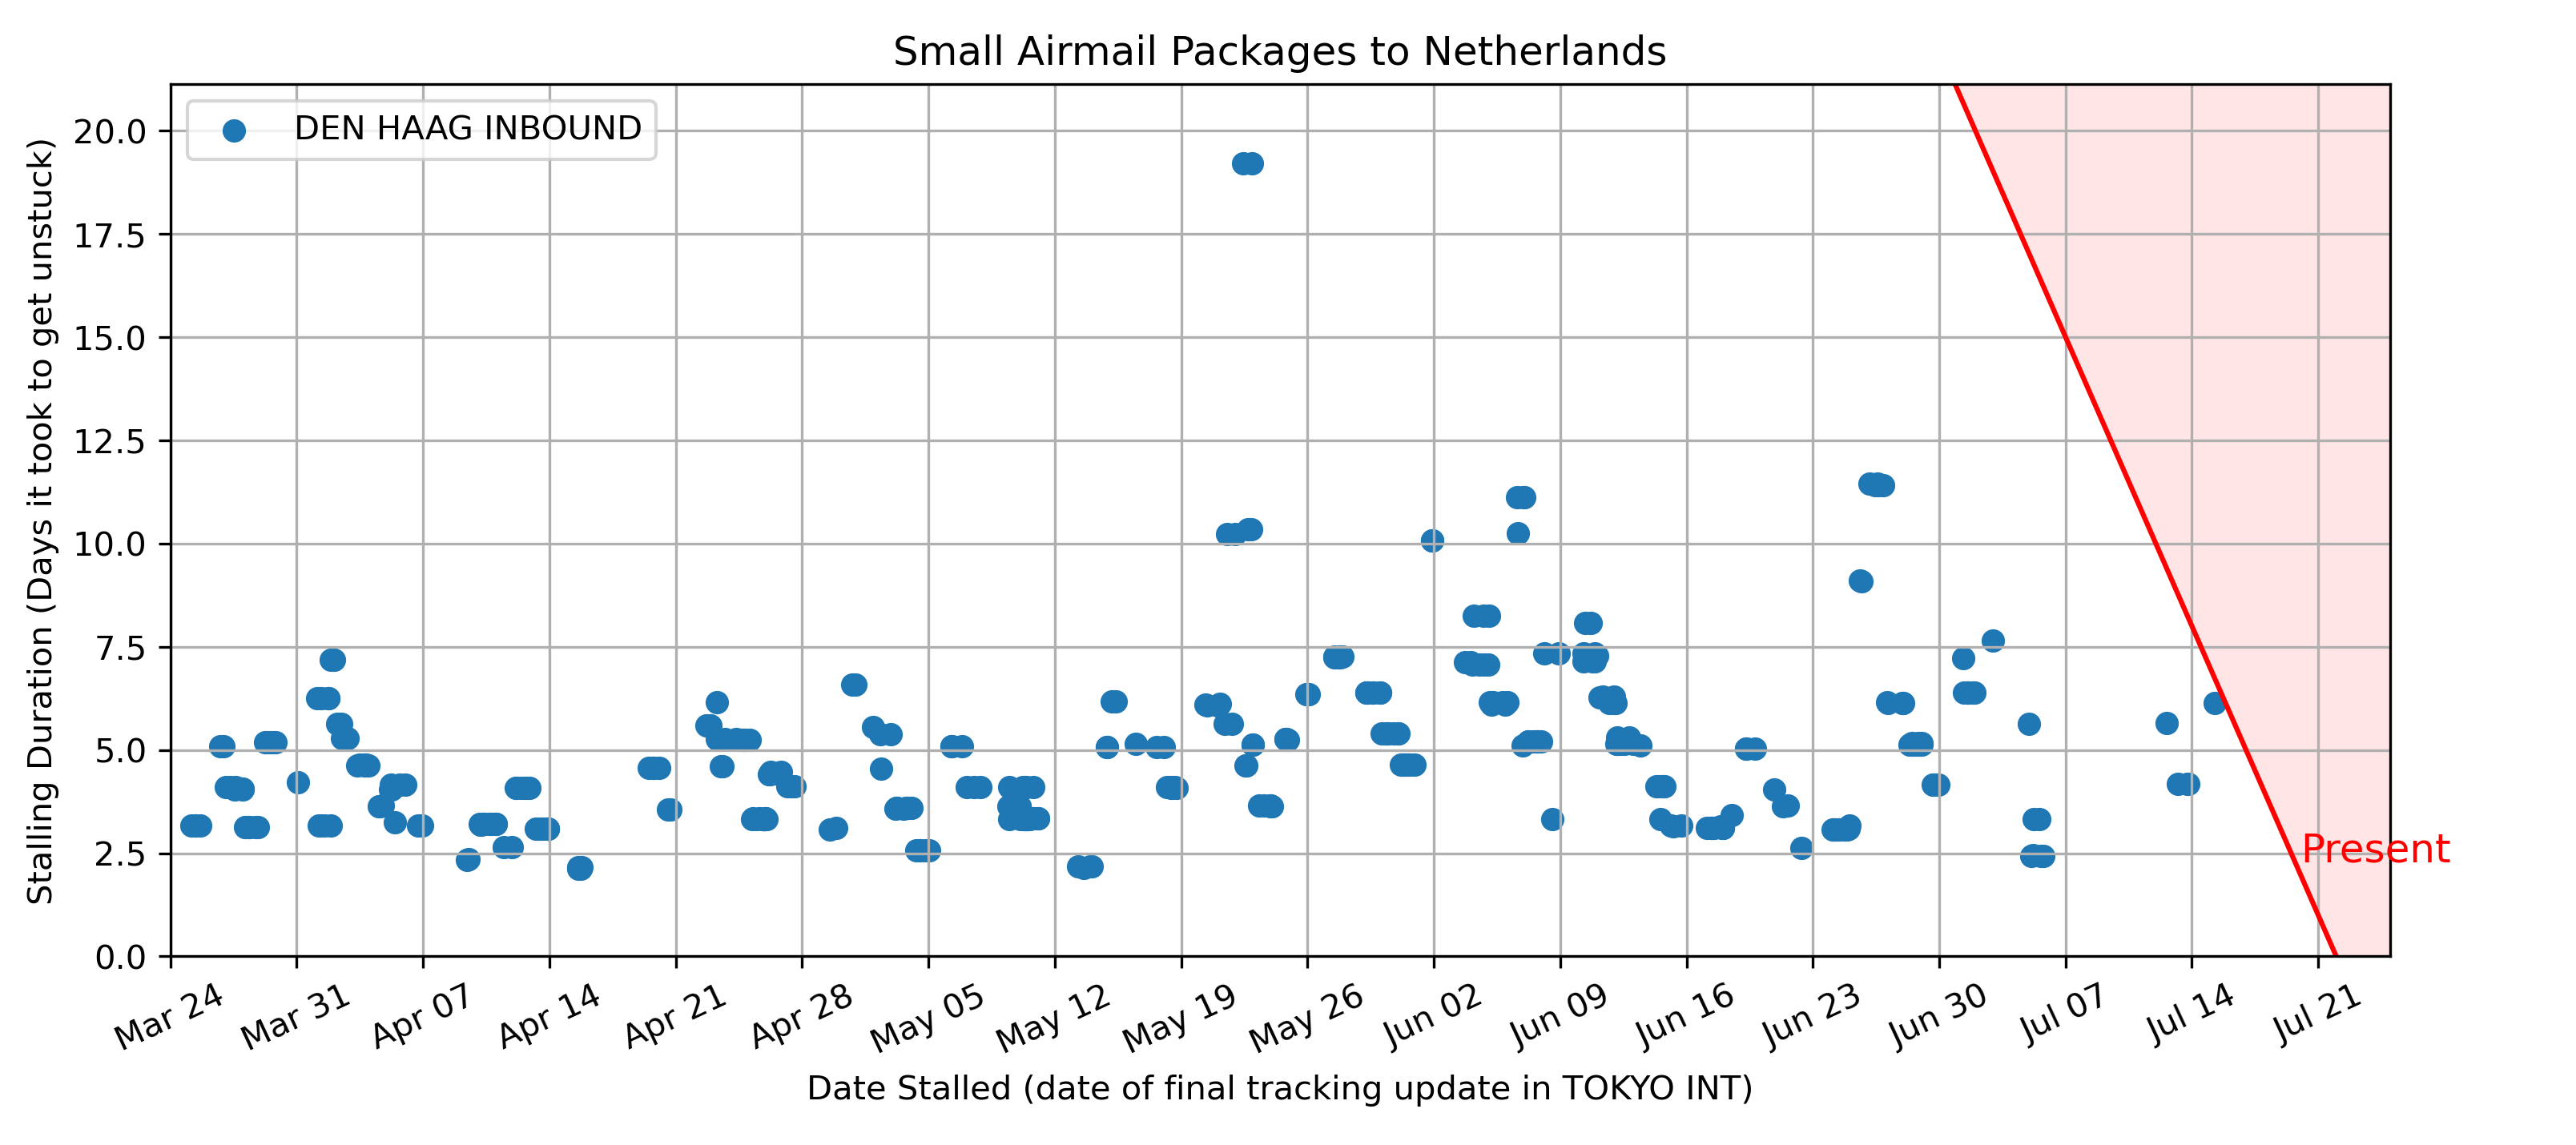 Small Airmail Packages to Netherlands
DEN HAAG INBOUND
Stalling Duration (Days it took to get unstuck)
20.0
17.5
15.0
12.5
10.0
7.5
5.0
2.5
0.0
Present
Mar 24
Mar 31
Apr 07
Apr 14
Apr 21
Apr 28
May 05
May 12
May 19
May 26
Jun 02
Jun 09
Jun 16
Jun 23
Jun 30
Jul 07
Jul 14
Jul 21
Date Stalled (date of final tracking update in TOKYO INT)